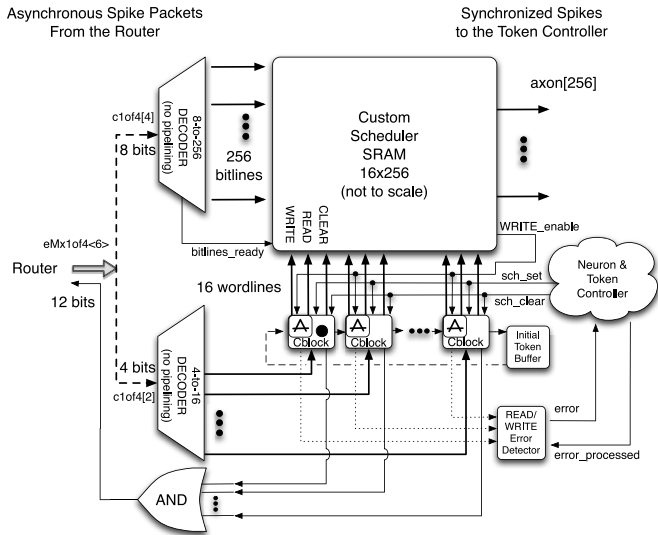 Asynchronous Spike Packets
From the Router
Synchronized Spikes
to the Token Controller
c1of4[4]
8 bits
8-to-256
DECODER
(no pipelining)
256
bitlines
Custom
Scheduler
SRAM
16x256
(not to scale)
axon[256]
WRITE
READ
CLEAR
bitlines_ready
WRITE_enable
eMx1of4<6>
Router
12 bits
16 wordlines
sch_set
sch_clear
Neuron &
Token
Controller
A
Cblock
A
Cblock
A
Cblock
Initial
Token
Buffer
4 bits
c1of4[2]
4-to-16
DECODER
(no pipelining)
READ/
WRITE
Error
Detector
error
error_processed
AND